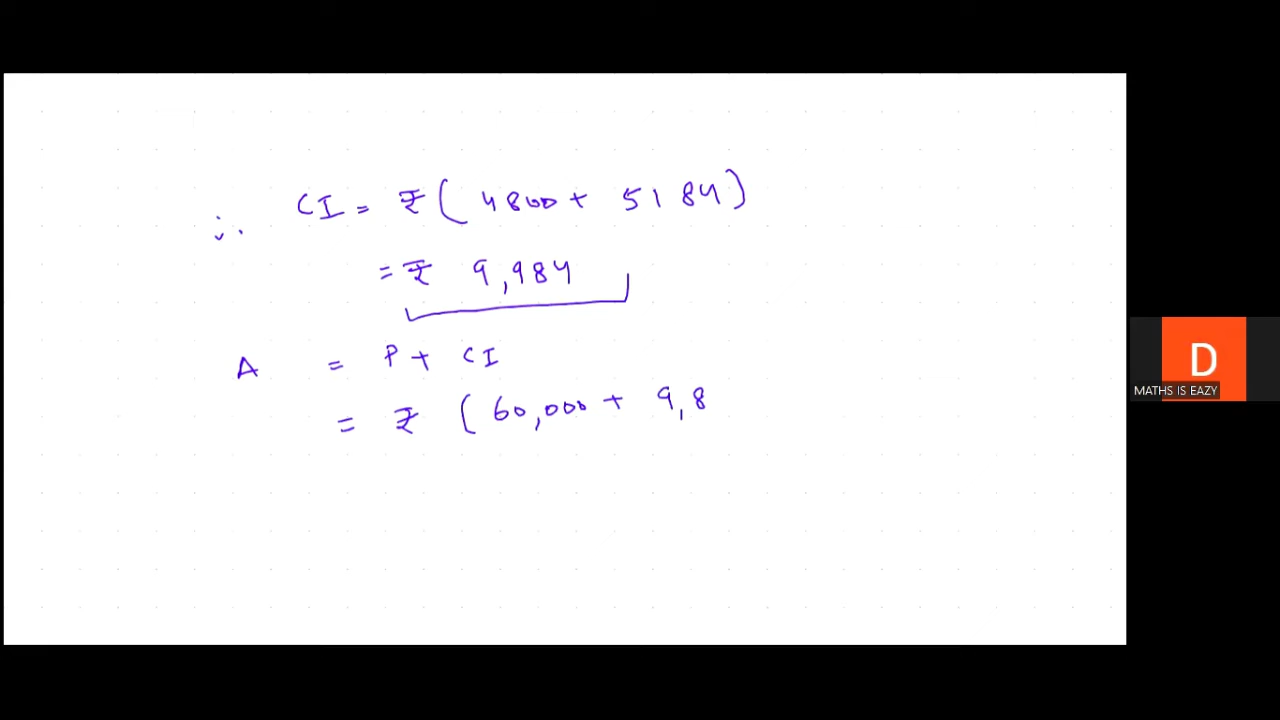 ∴ CI = ₹ ( 4800 + 5184 )
= ₹ 9,984
A = P + CI
= ₹ ( 60,000 + 9,8
D
MATHS IS EAZY